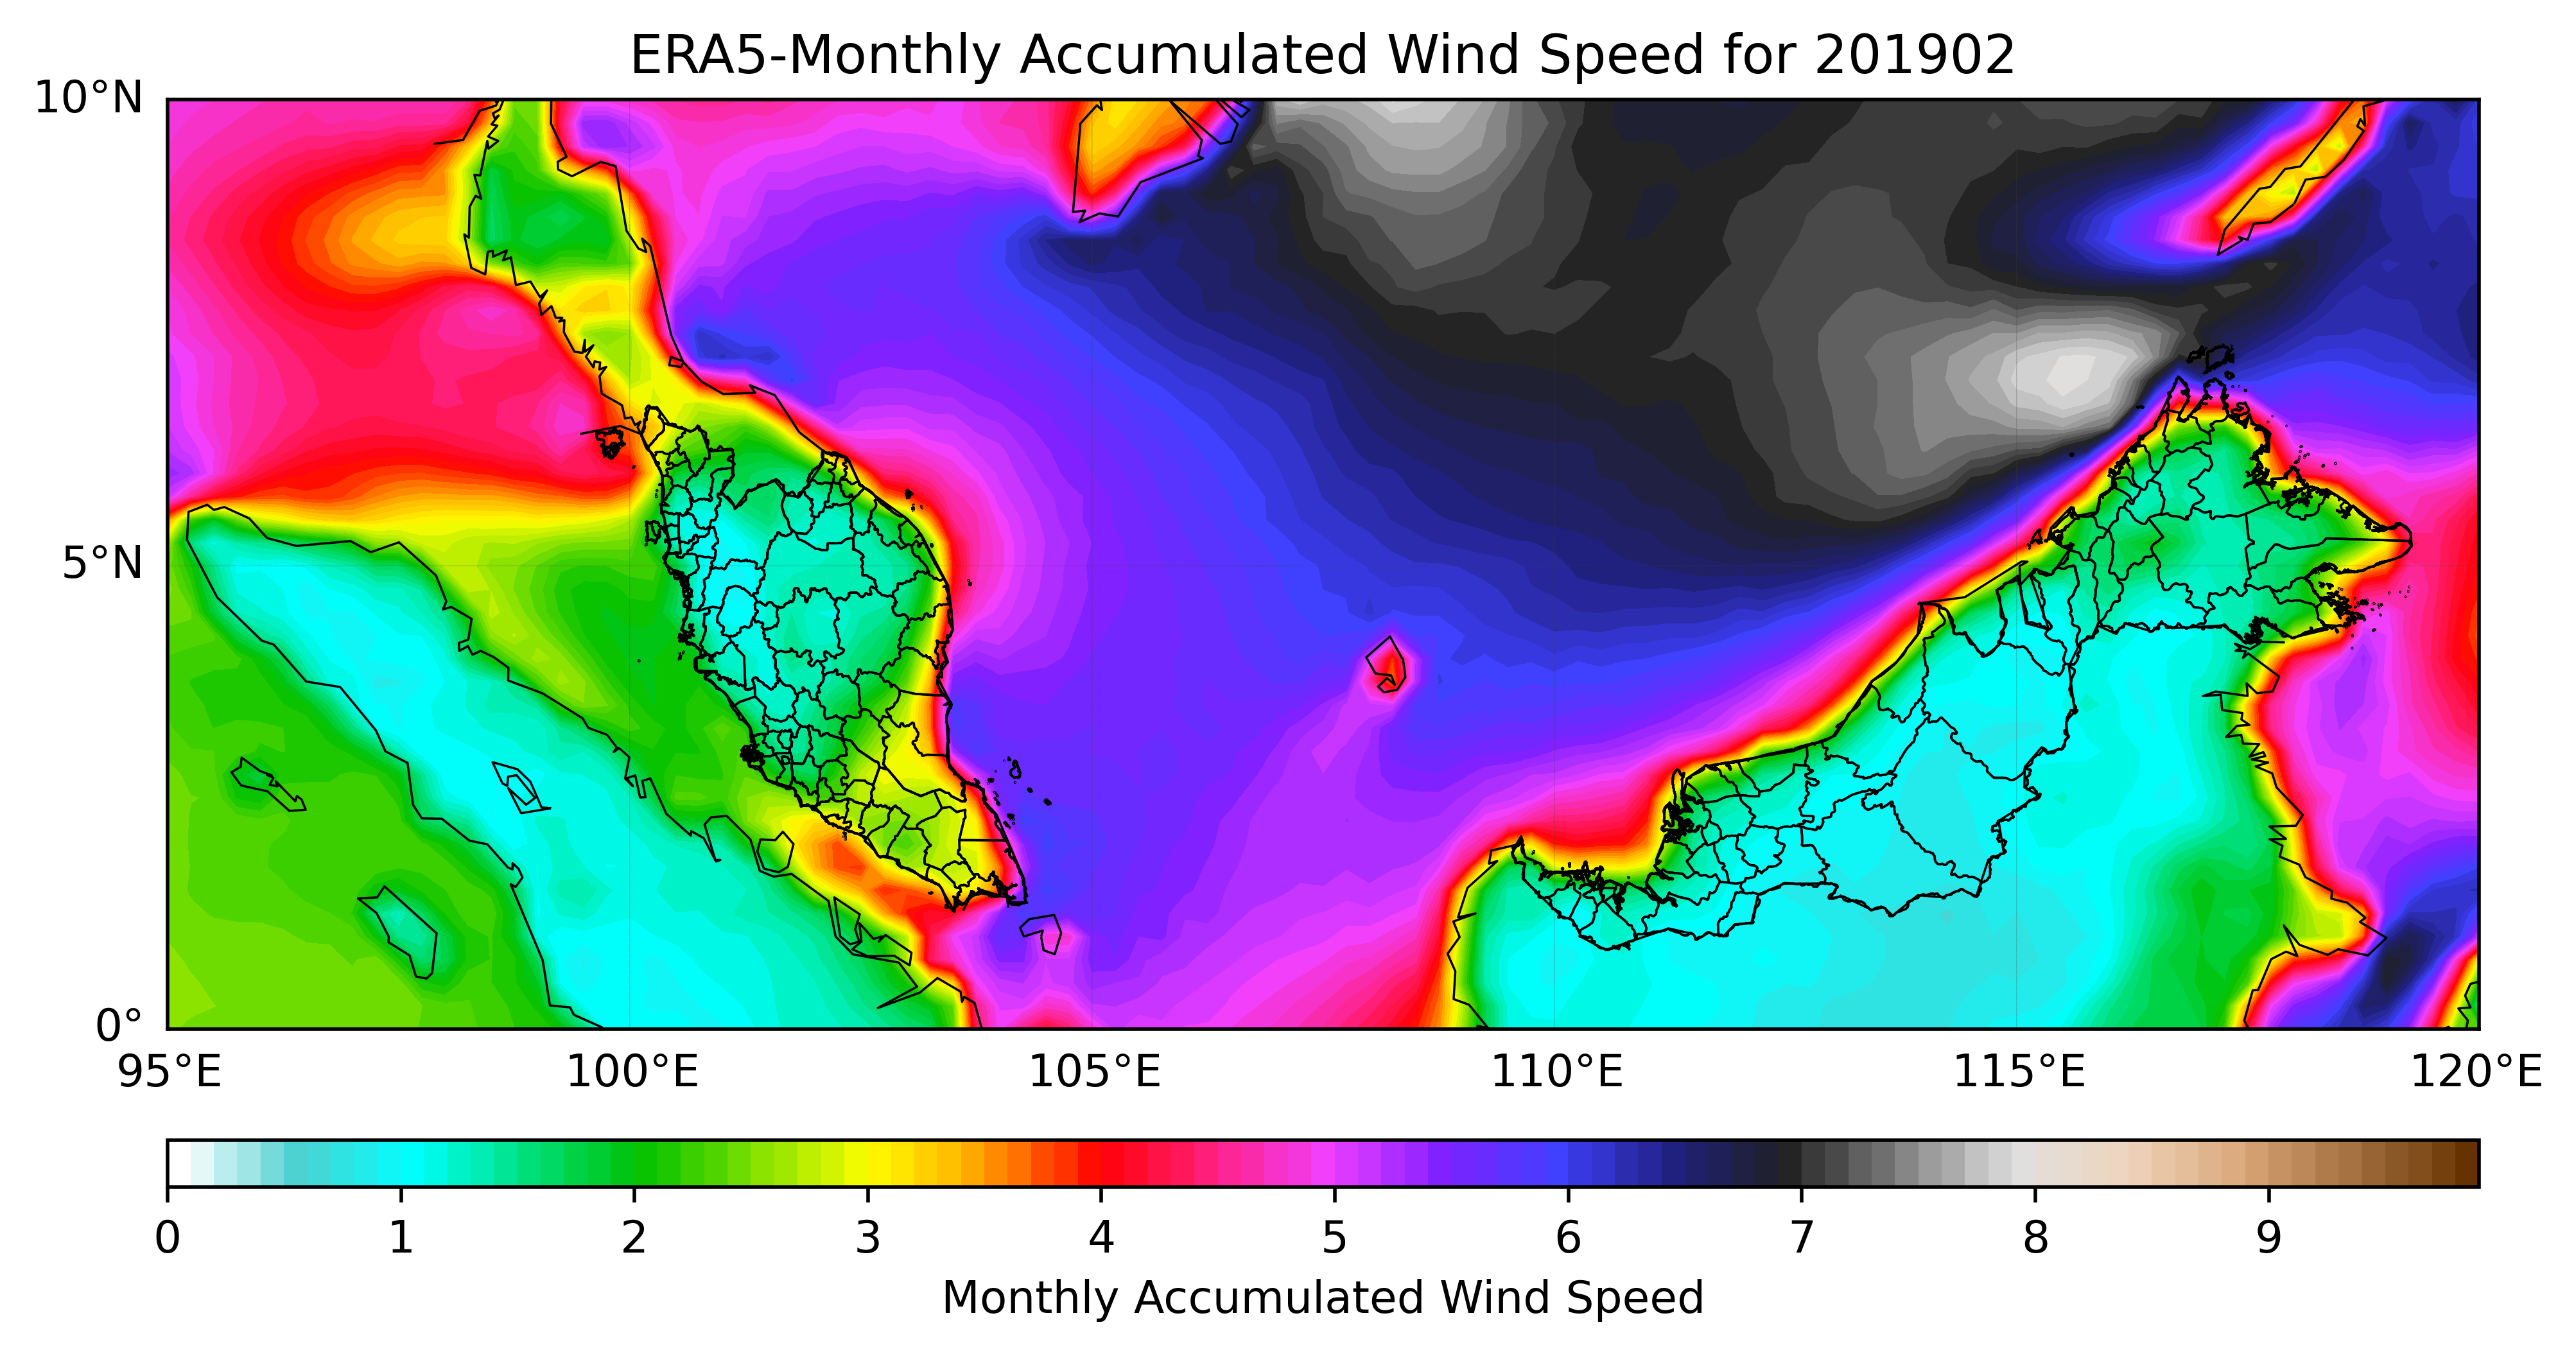 ERA5-Monthly Accumulated Wind Speed for 201902
10°N
5°N
0°
95°E 100°E 105°E 110°E 115°E 120°E
0 1 2 3 4 5 6 7 8 9
Monthly Accumulated Wind Speed